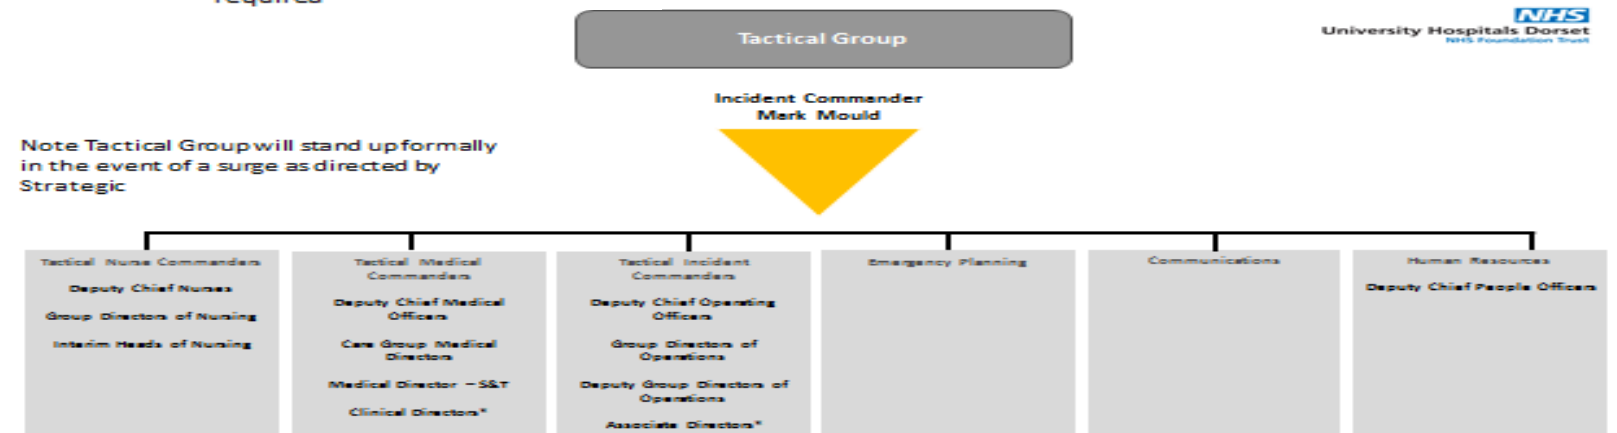 required
Tactical Group
NHS
University Hospitals Dorset
NHS Foundation Trust
Incident Commander
Mark Mould
Note Tactical Group will stand up formally
in the event of a surge as directed by
Strategic
Tactical Nurse Commanders
Deputy Chief Nurses
Group Directors of Nursing
Interim Heads of Nursing
Tactical Medical
Commanders
Deputy Chief Medical
Officers
Care Group Medical
Directors
Medical Director – S&T
Clinical Directors*
Tactical Incident
Commanders
Deputy Chief Operating
Officers
Group Directors of
Operations
Deputy Group Directors of
Operations
Associate Directors*
Emergency Planning
Communications
Human Resources
Deputy Chief People Officers